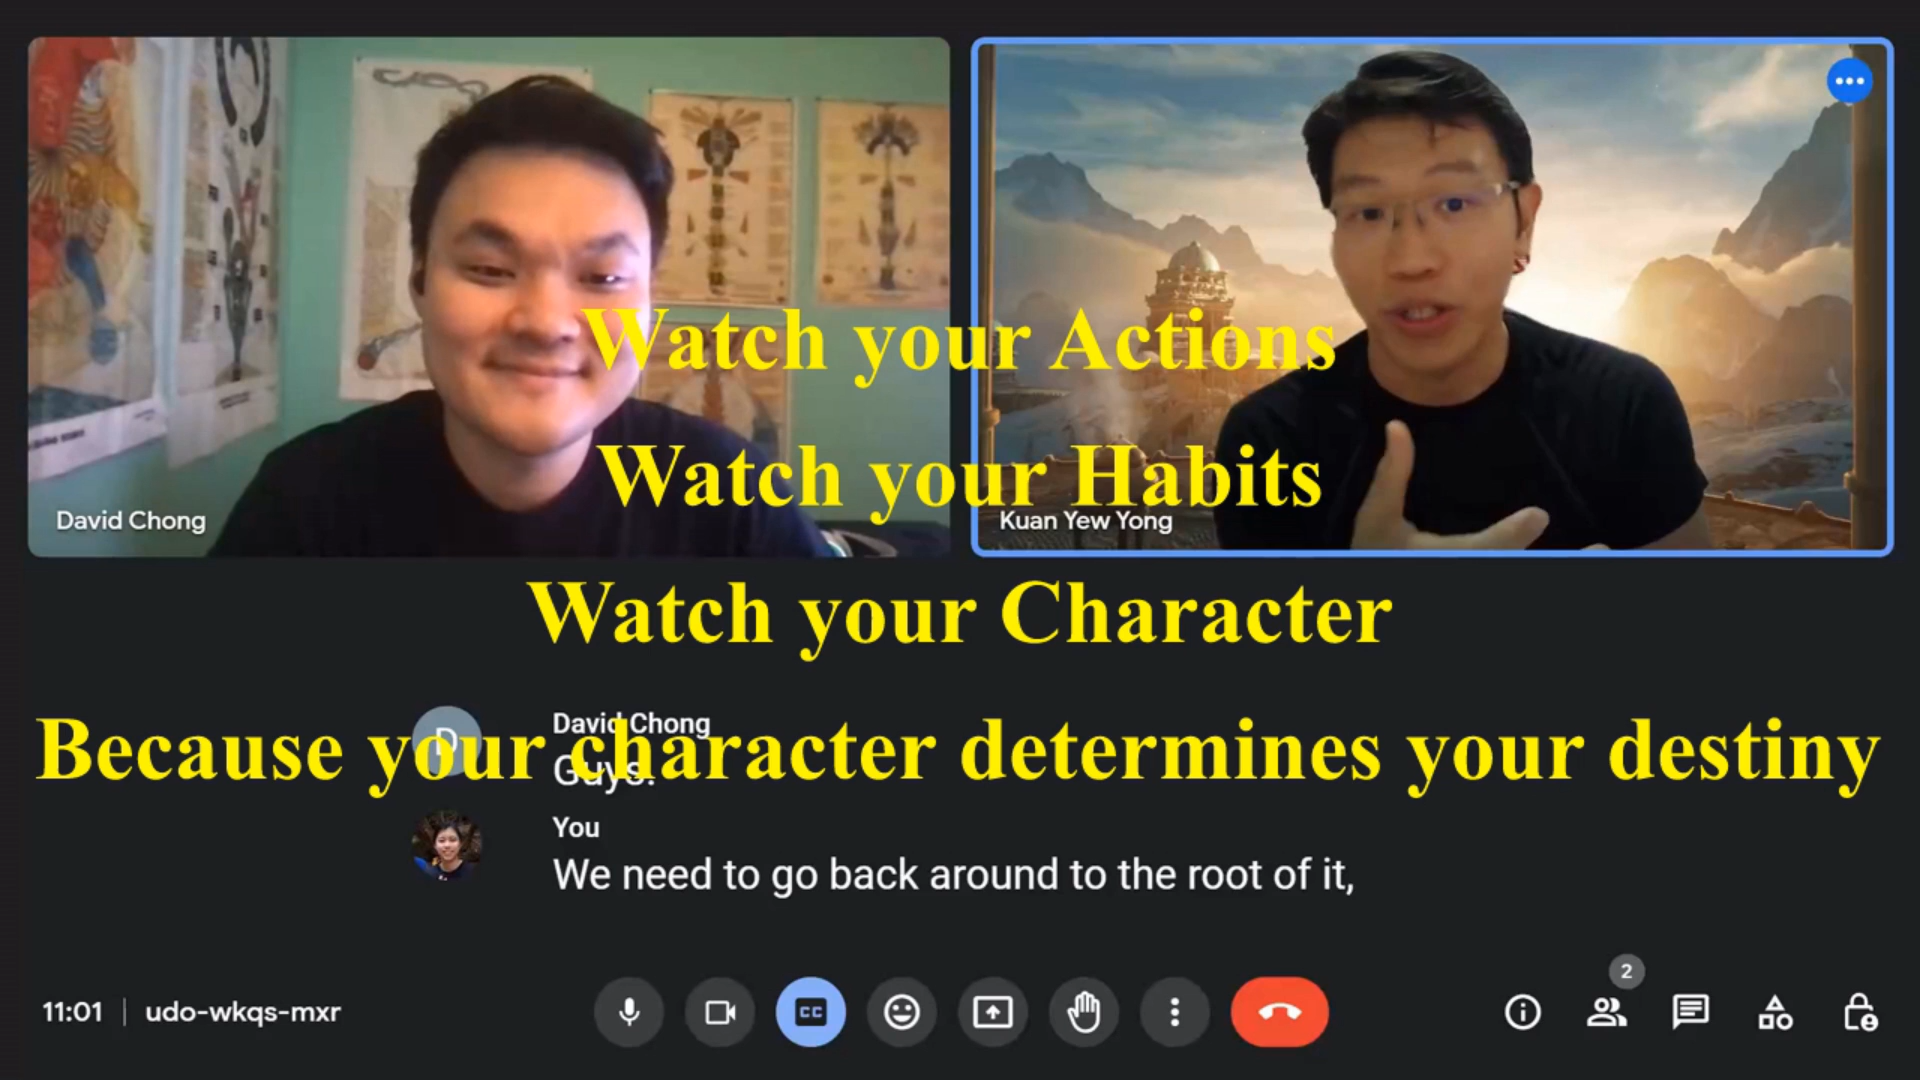 David Chong
Kuan Yew Yong
Watch your Actions
Watch your Habits
Watch your Character
Because your character determines your destiny
David Chong
Guys.
You
We need to go back around to the root of it,
11:01 | udo-wkqs-mxr
CC
2
D